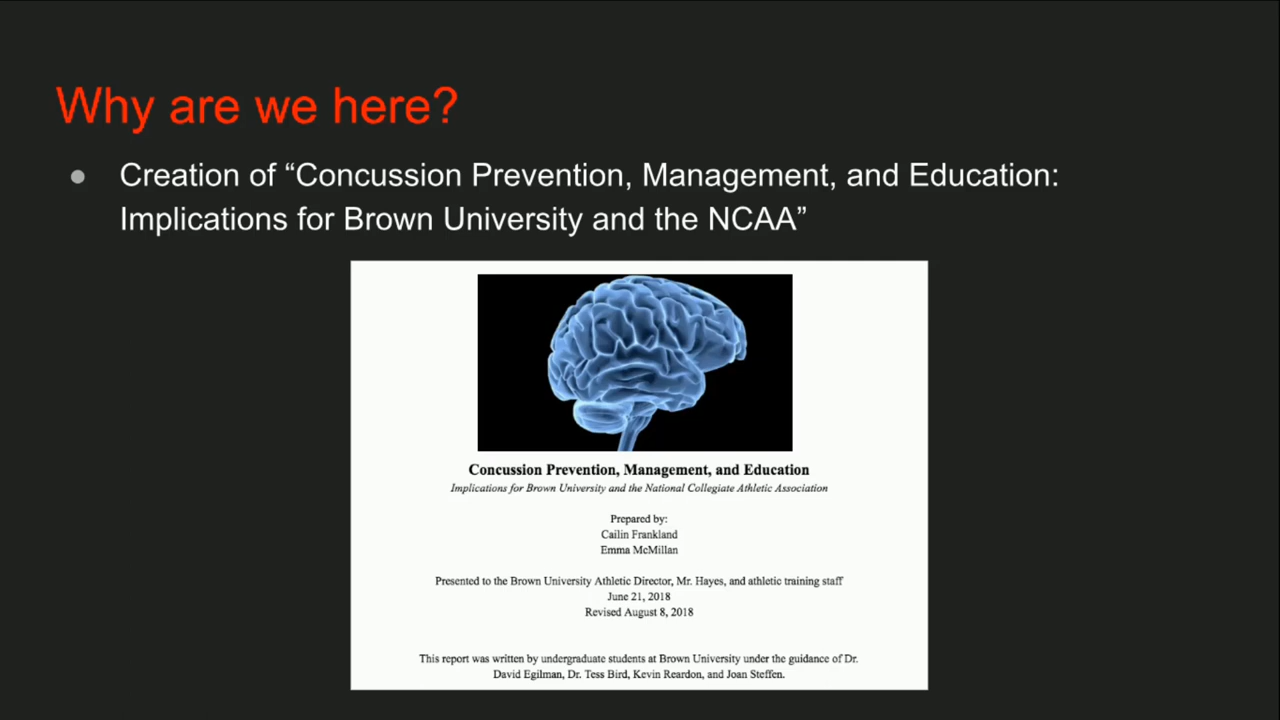 Why are we here?
● Creation of “Concussion Prevention, Management, and Education:
Implications for Brown University and the NCAA”
Concussion Prevention, Management, and Education
Implications for Brown University and the National Collegiate Athletic Association
Prepared by:
Cailin Frankland
Emma McMillan
Presented to the Brown University Athletic Director, Mr. Hayes, and athletic training staff
June 21, 2018
Revised August 8, 2018
This report was written by undergraduate students at Brown University under the guidance of Dr.
David Egilman, Dr. Tess Bird, Kevin Reardon, and Joan Steffen.